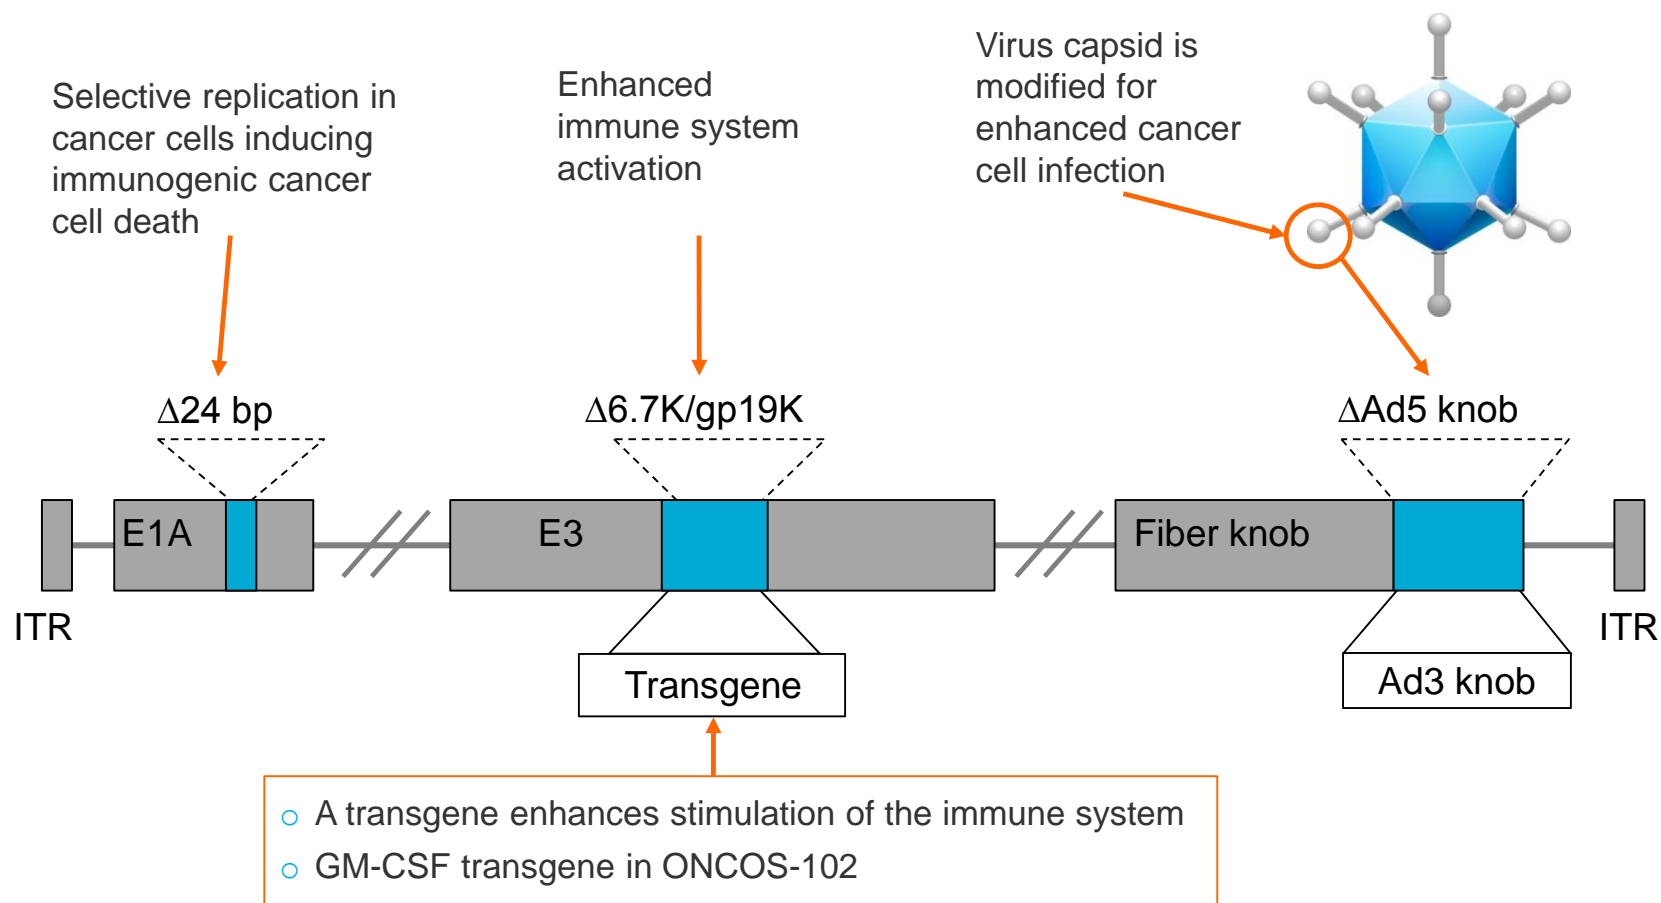 Selective replication in
cancer cells inducing
immunogenic cancer
cell death
Enhanced
immune system
activation
Virus capsid is
modified for
enhanced cancer
cell infection
Δ24 bp
Δ6.7K/gp19K
ΔAd5 knob
E1A
E3
Fiber knob
ITR
ITR
Transgene
Ad3 knob
o A transgene enhances stimulation of the immune system
o GM-CSF transgene in ONCOS-102